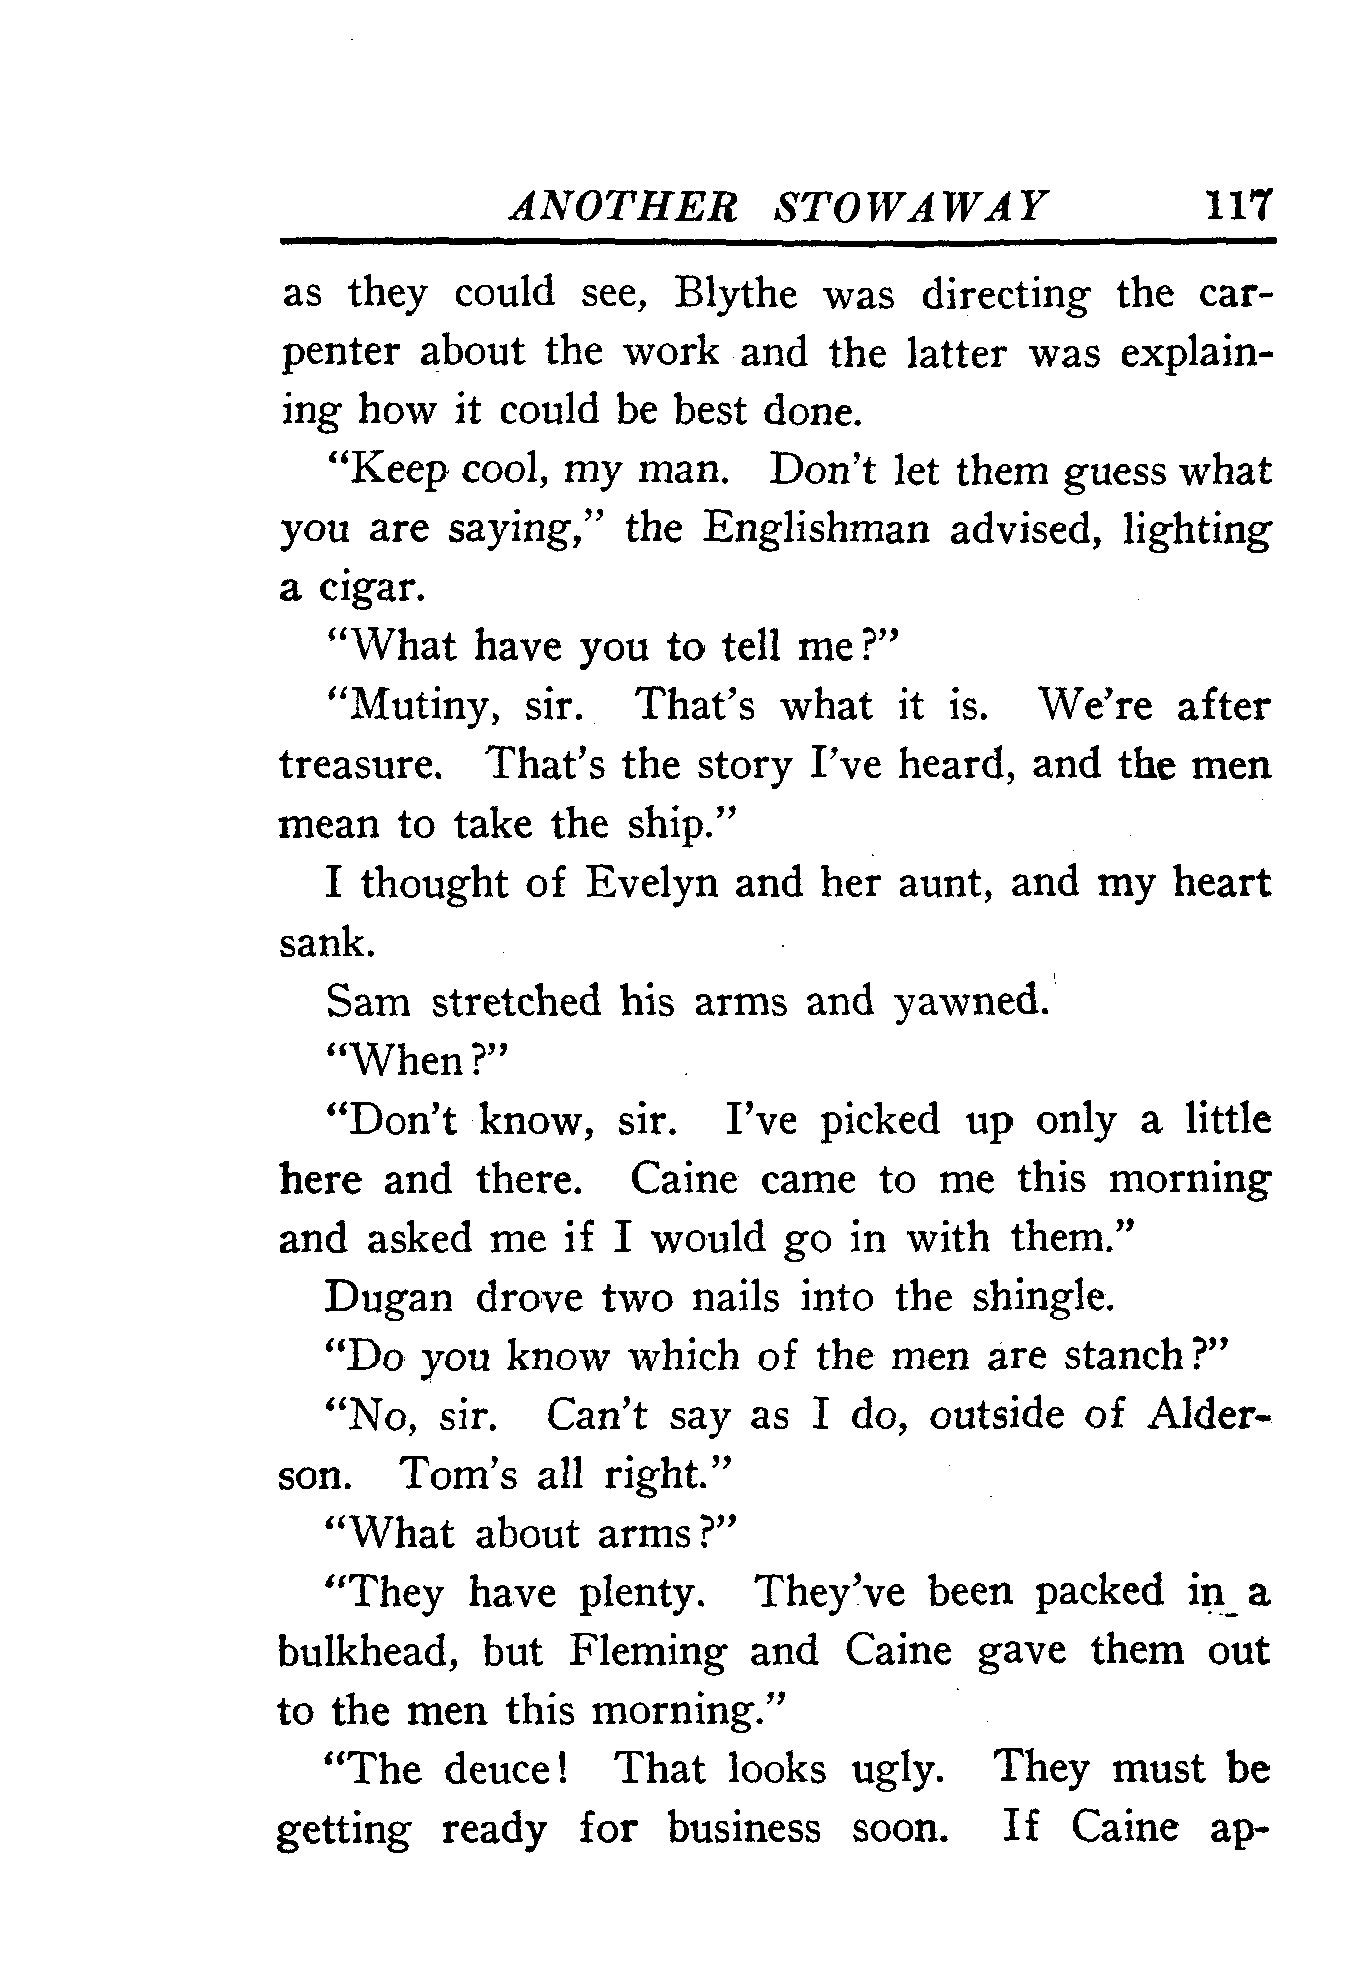 ANOTHER STOWAWAY 117
as they could see, Blythe was directing the car-
penter about the work and the latter was explain-
ing how it could be best done.
“Keep cool, my man. Don’t let them guess what
you are saying,” the Englishman advised, lighting
a cigar.
“What have you to tell me?”
“Mutiny, sir. That’s what it is. We’re after
treasure. That’s the story I’ve heard, and the men
mean to take the ship.”
I thought of Evelyn and her aunt, and my heart
sank.
Sam stretched his arms and yawned.
“When?”
“Don’t know, sir. I’ve picked up only a little
here and there. Caine came to me this morning
and asked me if I would go in with them.”
Dugan drove two nails into the shingle.
“Do you know which of the men are stanch?”
“No, sir. Can’t say as I do, outside of Alder-
son. Tom’s all right.”
“What about arms?”
“They have plenty. They’ve been packed in a
bulkhead, but Fleming and Caine gave them out
to the men this morning.”
“The deuce! That looks ugly. They must be
getting ready for business soon. If Caine ap-